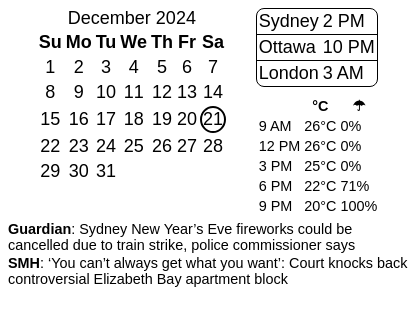 December 2024
Su Mo Tu We Th Fr Sa
1 2 3 4 5 6 7
8 9 10 11 12 13 14
15 16 17 18 19 20 21
22 23 24 25 26 27 28
29 30 31
Sydney 2 PM
Ottawa 10 PM
London 3 AM
°C ☂
9 AM 26°C 0%
12 PM 26°C 0%
3 PM 25°C 0%
6 PM 22°C 71%
9 PM 20°C 100%
Guardian: Sydney New Year’s Eve fireworks could be
cancelled due to train strike, police commissioner says
SMH: ‘You can’t always get what you want’: Court knocks back
controversial Elizabeth Bay apartment block